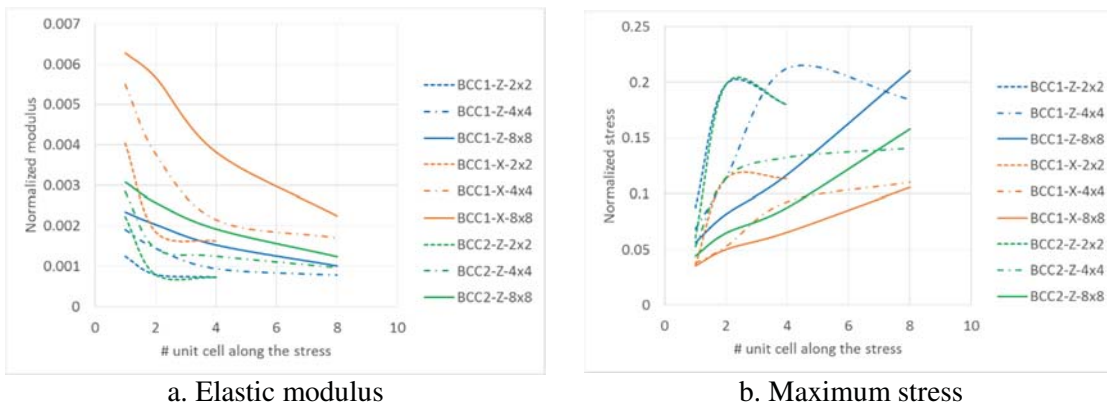 0.007
0.006
0.005
0.004
0.003
0.002
0.001
0
Normalized modulus
0 2 4 6 8 10
# unit cell along the stress
BCC1-Z-2x2
BCC1-Z-4x4
BCC1-Z-8x8
BCC1-X-2x2
BCC1-X-4x4
BCC1-X-8x8
BCC2-Z-2x2
BCC2-Z-4x4
BCC2-Z-8x8
a. Elastic modulus
0.25
0.2
0.15
0.1
0.05
0
Normalized stress
0 2 4 6 8 10
# unit cell along the stress
BCC1-Z-2x2
BCC1-Z-4x4
BCC1-Z-8x8
BCC1-X-2x2
BCC1-X-4x4
BCC1-X-8x8
BCC2-Z-2x2
BCC2-Z-4x4
BCC2-Z-8x8
b. Maximum stress